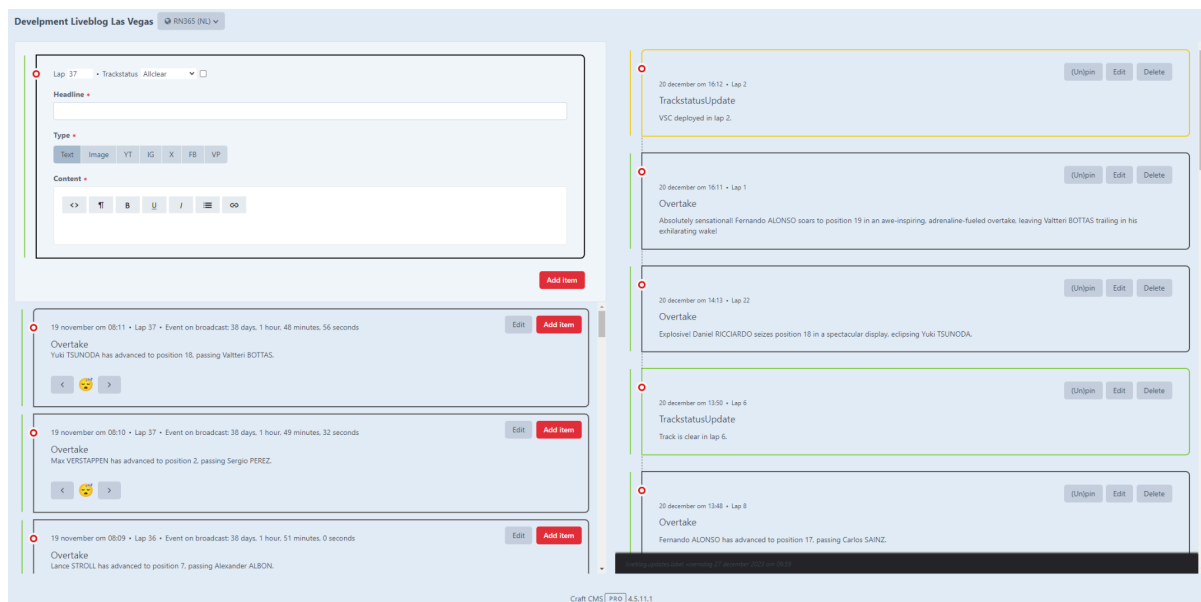 Develpment Liveblog Las Vegas RN365 (NL)
Lap 37 • Trackstatus Allclear
Headline •
Type •
Text Image YT IG X FB VP
Content •
<> ¶ B U I
Add item
19 november om 08:11 • Lap 37 • Event on broadcast: 38 days, 1 hour, 48 minutes, 56 seconds
Edit Add item
Overtake
Yuki TSUNODA has advanced to position 18, passing Valtteri BOTTAS.
< >
19 november om 08:10 • Lap 37 • Event on broadcast: 38 days, 1 hour, 49 minutes, 32 seconds
Edit Add item
Overtake
Max VERSTAPPEN has advanced to position 2, passing Sergio PEREZ.
< >
19 november om 08:09 • Lap 36 • Event on broadcast: 38 days, 1 hour, 51 minutes, 0 seconds
Edit Add item
Overtake
Lance STROLL has advanced to position 7, passing Alexander ALBON.
(Un)pin Edit Delete
20 december om 16:12 • Lap 2
TrackstatusUpdate
VSC deployed in lap 2.
(Un)pin Edit Delete
20 december om 16:11 • Lap 1
Overtake
Absolutely sensational! Fernando ALONSO soars to position 19 in an awe-inspiring, adrenaline-fueled overtake, leaving Valtteri BOTTAS trailing in his
exhilarating wake!
(Un)pin Edit Delete
20 december om 14:13 • Lap 22
Overtake
Explosive! Daniel RICCIARDO seizes position 18 in a spectacular display, eclipsing Yuki TSUNODA.
(Un)pin Edit Delete
20 december om 13:50 • Lap 6
TrackstatusUpdate
Track is clear in lap 6.
(Un)pin Edit Delete
20 december om 13:48 • Lap 8
Overtake
Fernando ALONSO has advanced to position 17, passing Carlos SAINZ.
27 december 2023 om
Craft CMS PRO 4.5.11.1